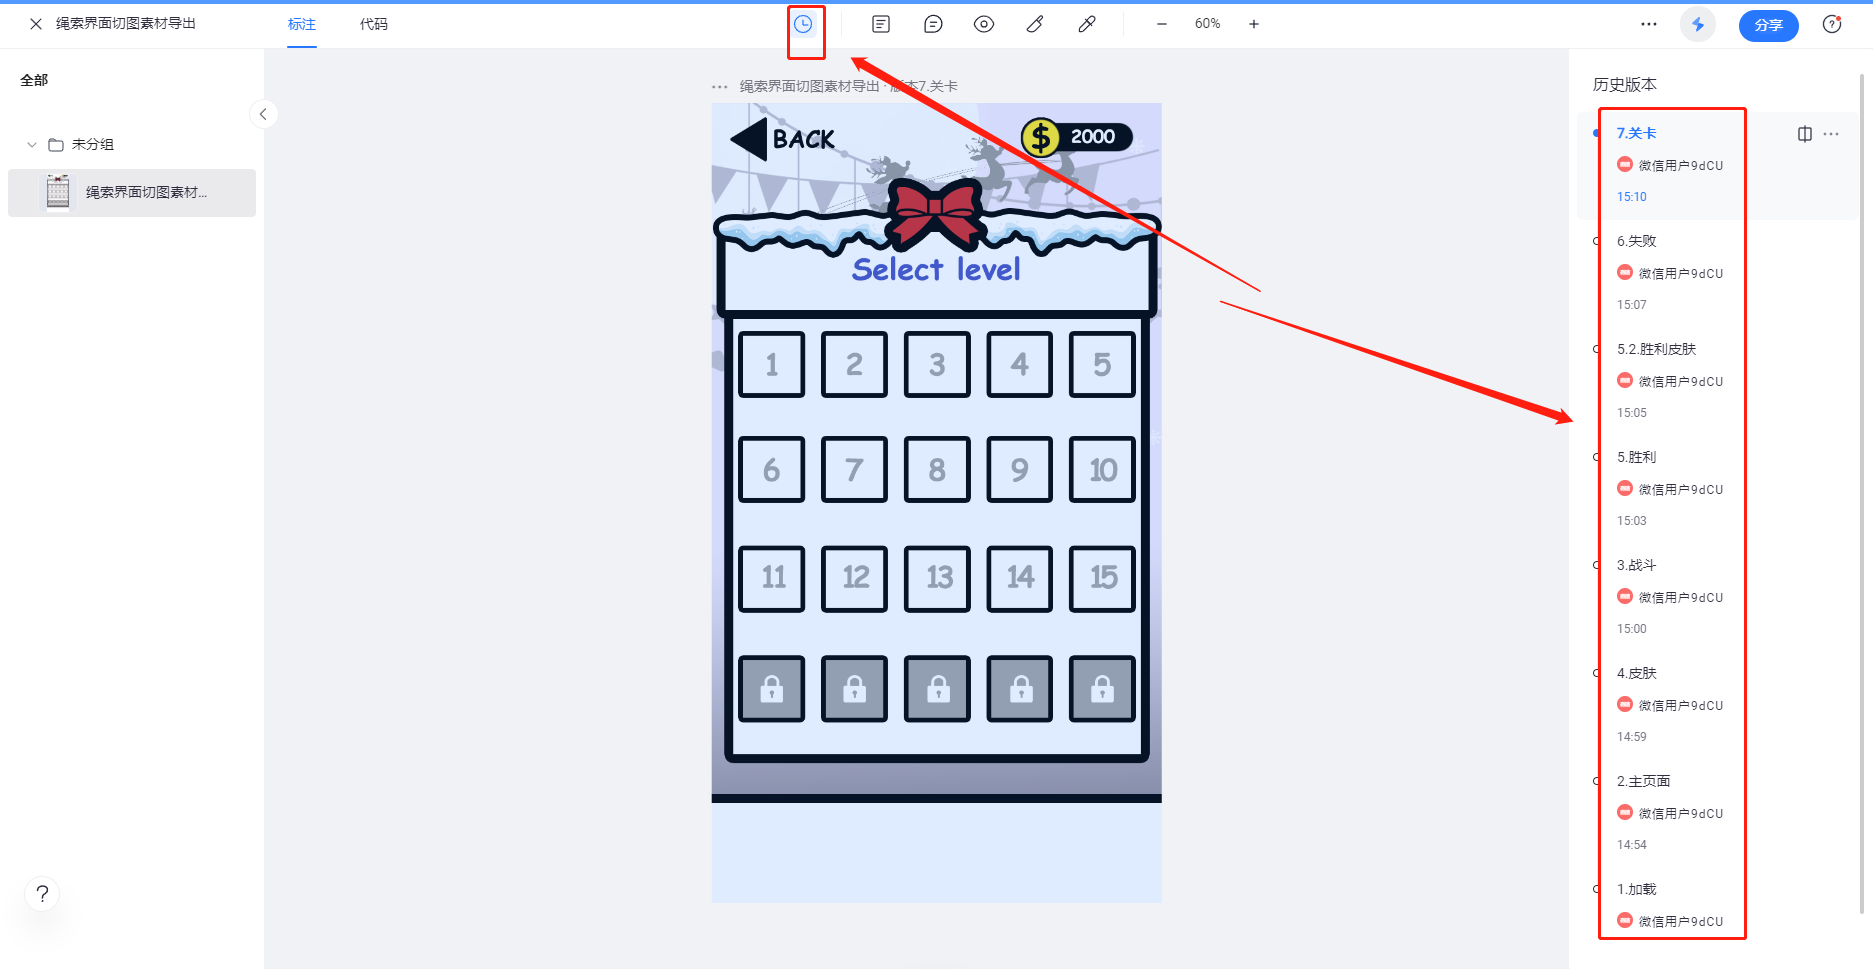 绳索界面切图素材导出
标注
代码
60%
分享
全部
未分组
绳索界面切图素材...
绳索界面切图素材导出 · 版本7.关卡
BACK
$ 2000
Select level
1 2 3 4 5
6 7 8 9 10
11 12 13 14 15
历史版本
7.关卡
微信用户9dCU
15:10
6.失败
微信用户9dCU
15:07
5.2.胜利皮肤
微信用户9dCU
15:05
5.胜利
微信用户9dCU
15:03
3.战斗
微信用户9dCU
15:00
4.皮肤
微信用户9dCU
14:59
2.主页面
微信用户9dCU
14:54
1.加载
微信用户9dCU
?